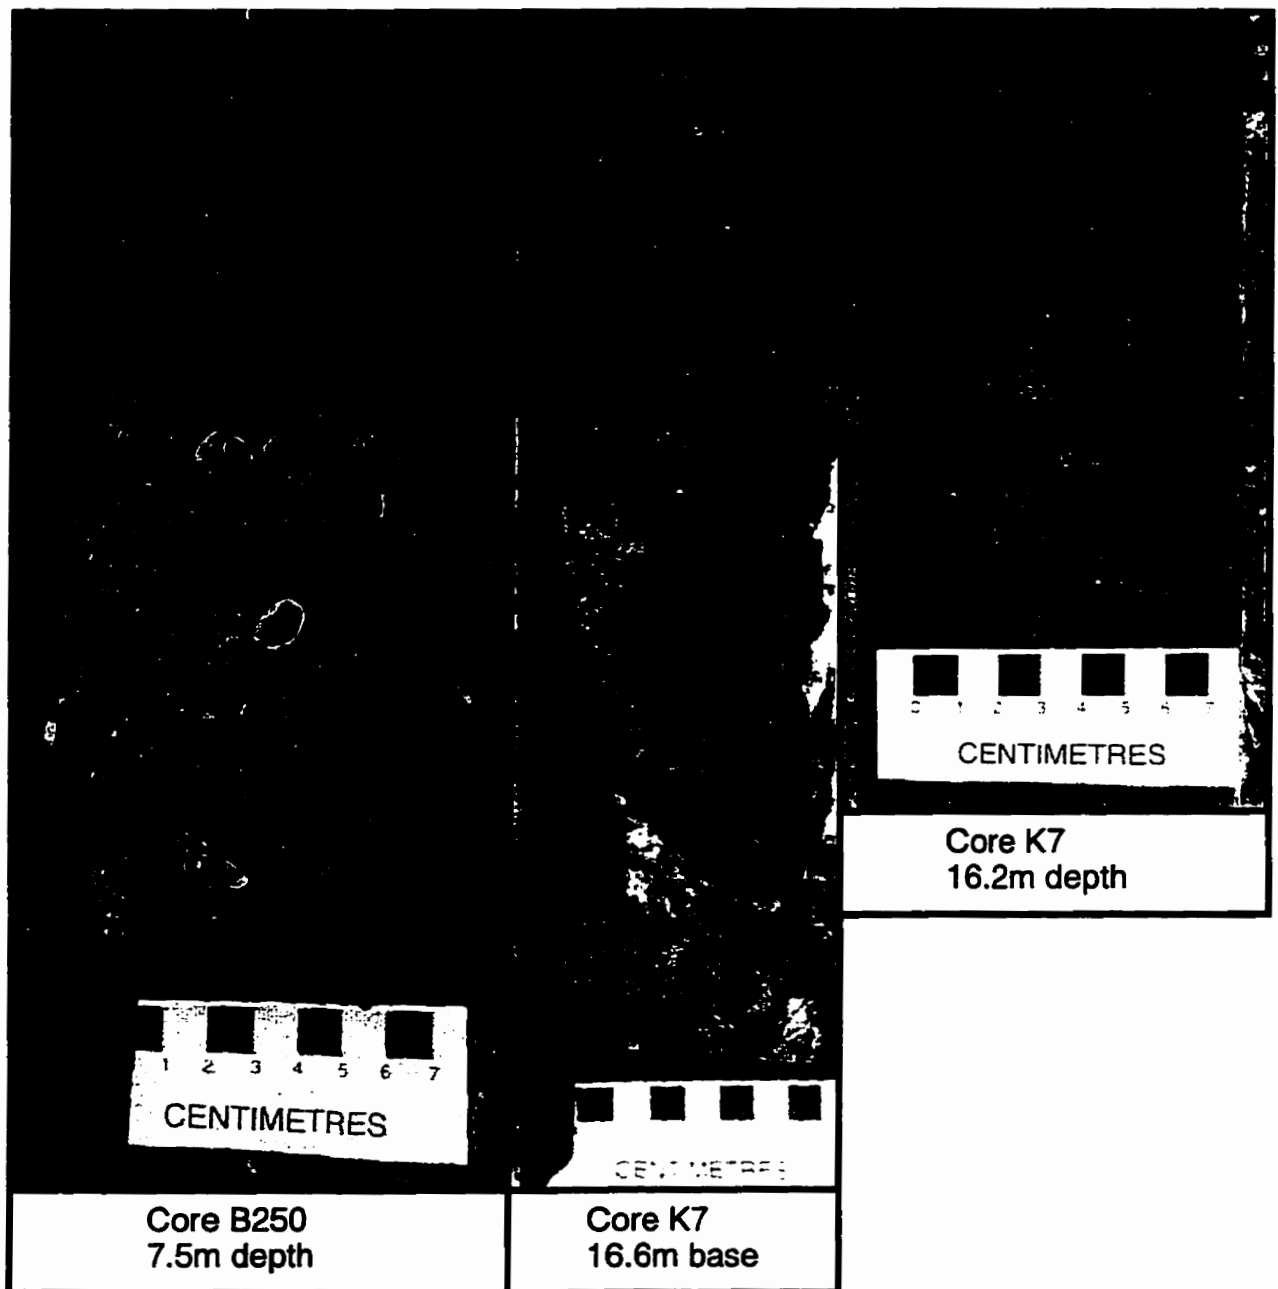 0 1 2 3 4 5 6 7
CENTIMETRES
Core K7
16.2m depth
1 2 3 4 5 6 7
CENTIMETRES
CENTIMETRES
Core B250
7.5m depth
Core K7
16.6m base